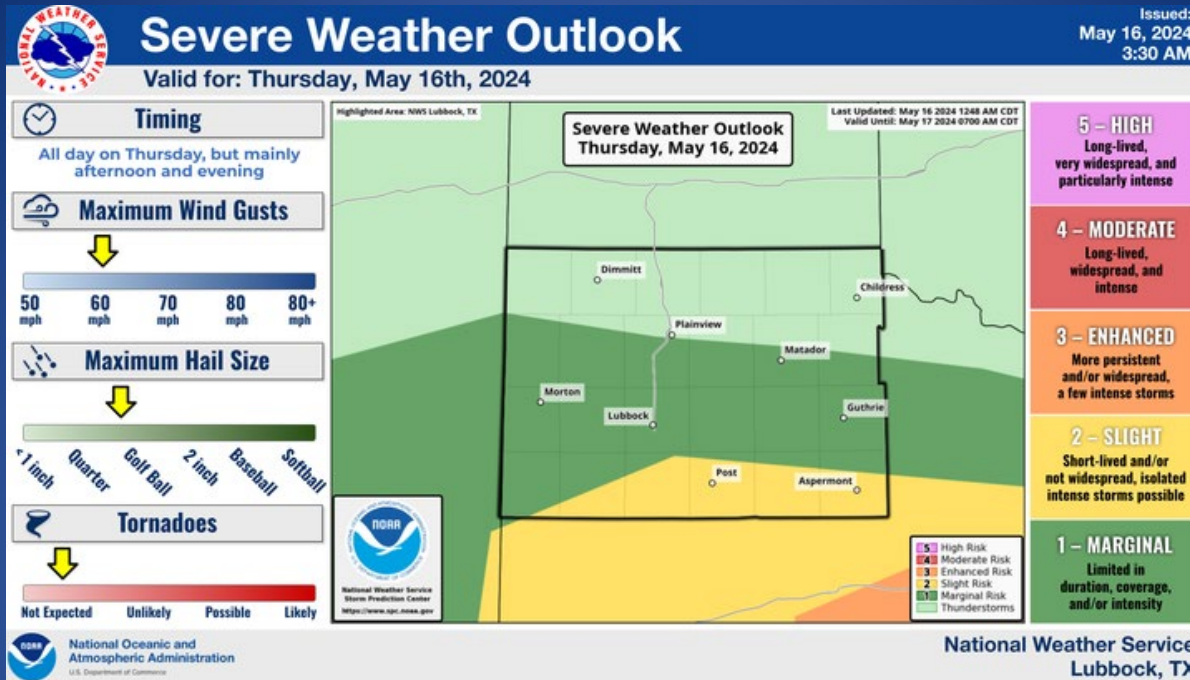 NATIONAL WEATHER SERVICE
Severe Weather Outlook
Issued:
May 16, 2024
3:30 AM
Valid for: Thursday, May 16th, 2024
Timing
All day on Thursday, but mainly
afternoon and evening
Maximum Wind Gusts
50 60 70 80 80+
mph mph mph mph mph
Maximum Hail Size
<1 inch Quarter Golf Ball 2 inch Baseball Softball
Tornadoes
Not Expected Unlikely Possible Likely
Highlighted Area: NWS Lubbock, TX
Severe Weather Outlook
Thursday, May 16, 2024
Last Updated: May 16 2024 1248 AM CDT
Valid Until: May 17 2024 0700 AM CDT
Dimmitt
Childress
Plainview
Matador
Morton
Lubbock
Guthrie
Post
Aspermont
NOAA
National Weather Service
Storm Prediction Center
https://www.spc.noaa.gov
5 High Risk
4 Moderate Risk
3 Enhanced Risk
2 Slight Risk
1 Marginal Risk
Thunderstorms
5 – HIGH
Long-lived,
very widespread, and
particularly intense
4 – MODERATE
Long-lived,
widespread, and
intense
3 – ENHANCED
More persistent
and/or widespread,
a few intense storms
2 – SLIGHT
Short-lived and/or
not widespread, isolated
intense storms possible
1 – MARGINAL
Limited in
duration, coverage,
and/or intensity
NOAA
National Oceanic and
Atmospheric Administration
U.S. Department of Commerce
National Weather Service
Lubbock, TX